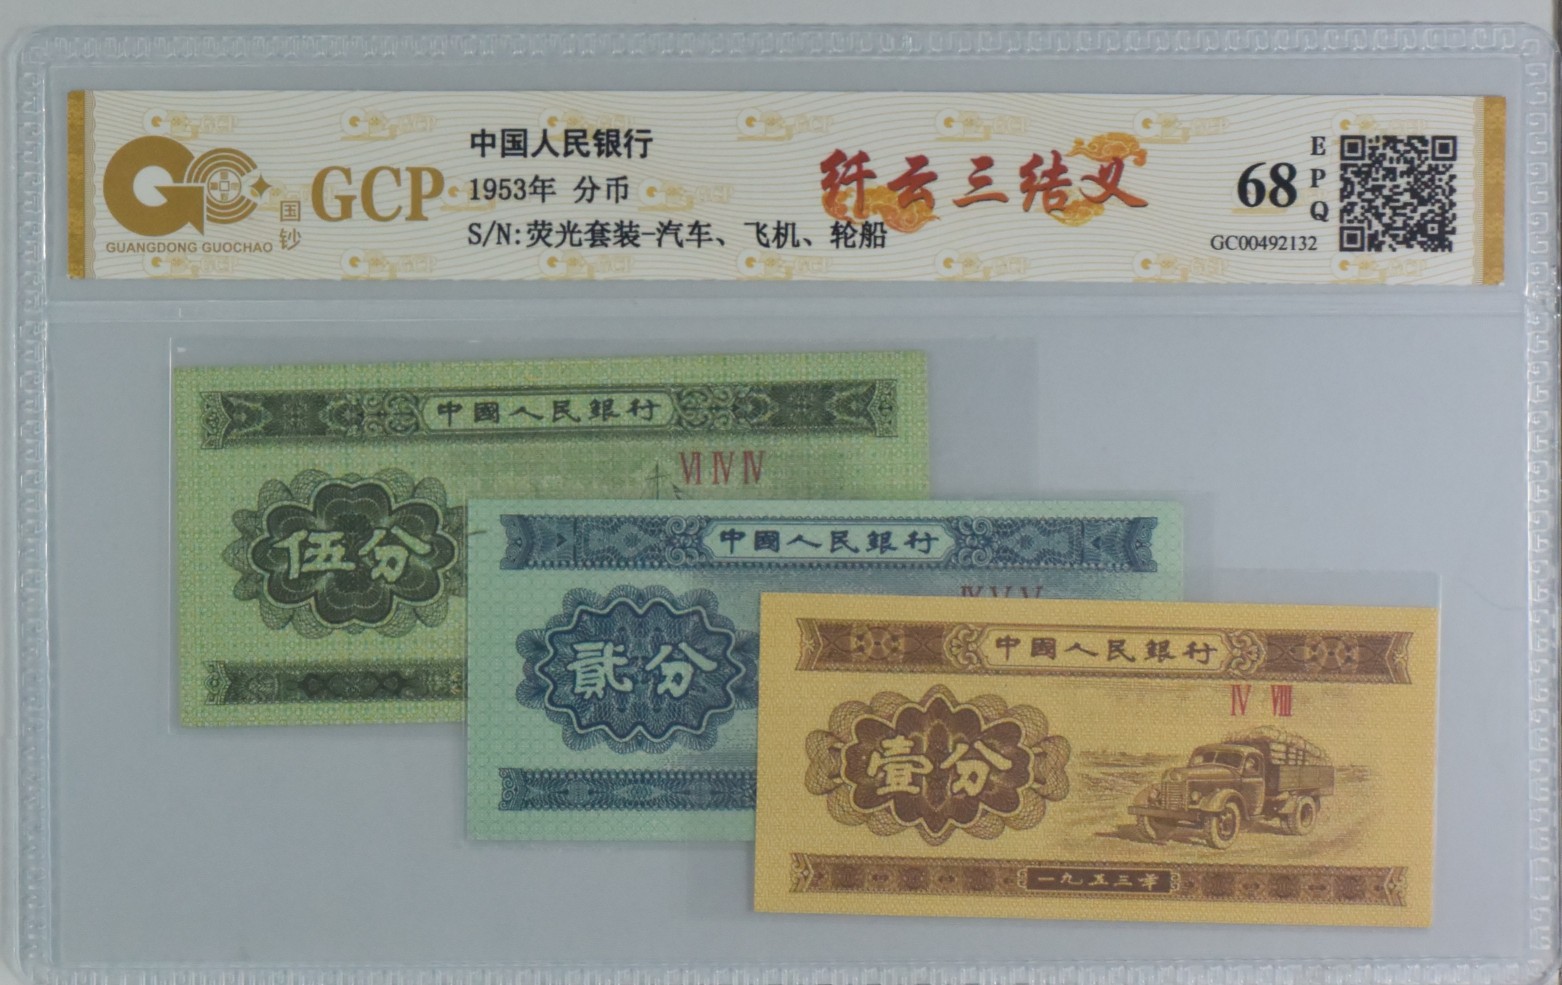 中国人民银行
1953年 分币
S/N:荧光套装-汽车、飞机、轮船
GCP
国钞
GUANGDONG GUOCHAO
纤云三结义
68
EPQ
GC00492132
中國人民銀行
VI IV IV
伍分
中國人民銀行
IX V V
貳分
中國人民銀行
IV VIII
壹分
一九五三年